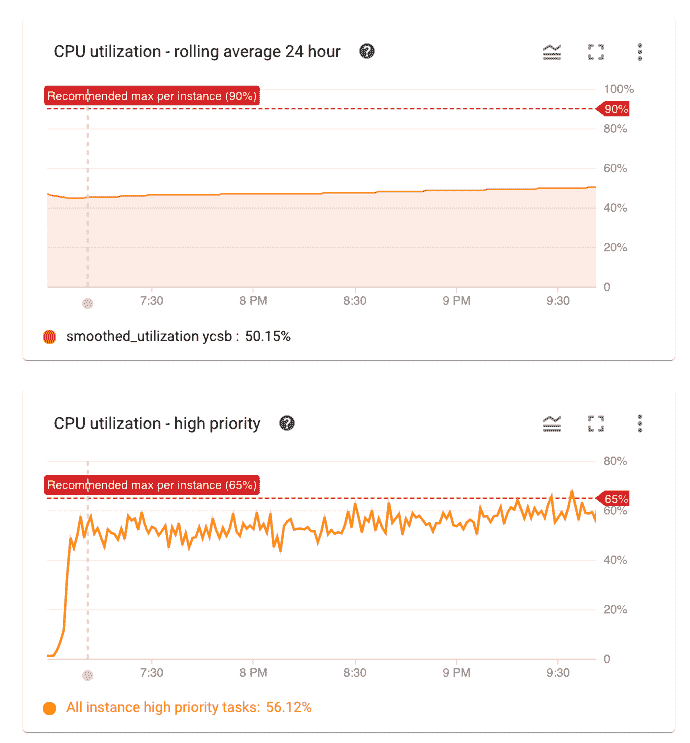 CPU utilization - rolling average 24 hour
Recommended max per instance (90%)
100%
90%
80%
60%
40%
20%
0
7:30 8 PM 8:30 9 PM 9:30
smoothed_utilization ycsb : 50.15%
CPU utilization - high priority
80%
Recommended max per instance (65%)
65%
60%
40%
20%
0
7:30 8 PM 8:30 9 PM 9:30
All instance high priority tasks: 56.12%